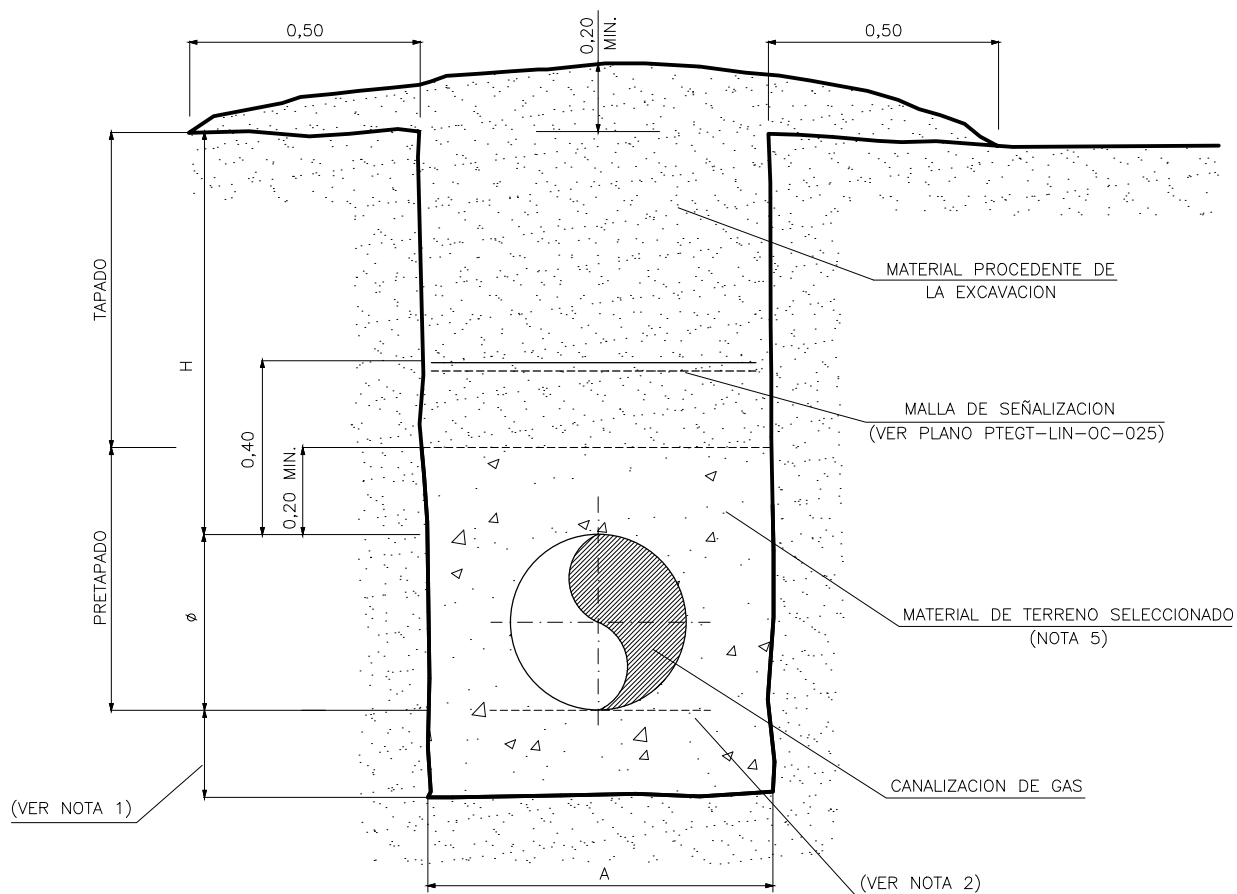 0,50
0,20
MIN.
0,50
TAPADO
H
MATERIAL PROCEDENTE DE
LA EXCAVACION
0,40
0,20 MIN.
MALLA DE SEÑALIZACION
(VER PLANO PTEGT-LIN-OC-025)
PRETAPADO
ø
MATERIAL DE TERRENO SELECCIONADO
(NOTA 5)
CANALIZACION DE GAS
(VER NOTA 1)
A
(VER NOTA 2)